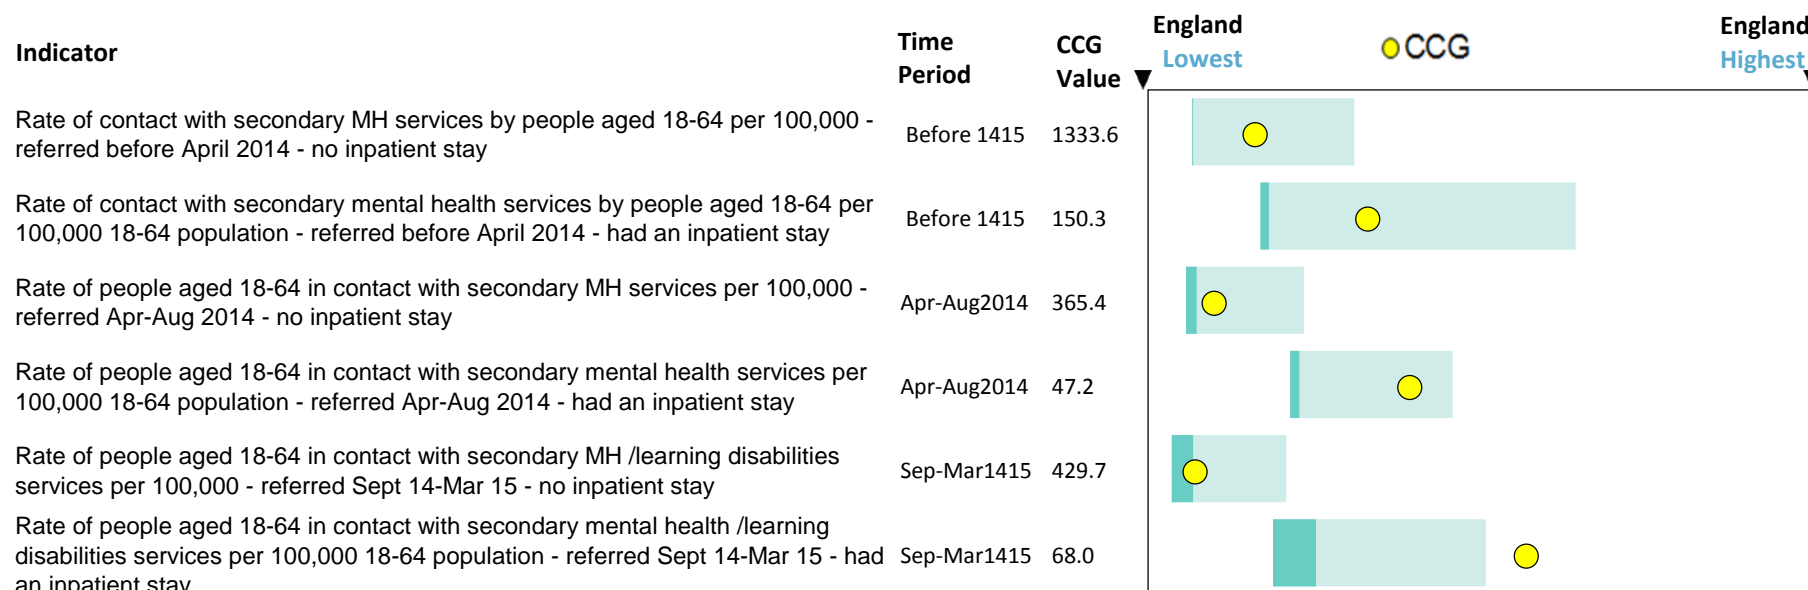 Indicator
Time
Period
CCG
Value
England
Lowest
CCG
England
Highest
Rate of contact with secondary MH services by people aged 18-64 per 100,000 -
referred before April 2014 - no inpatient stay
Before 1415
1333.6
Rate of contact with secondary mental health services by people aged 18-64 per
100,000 18-64 population - referred before April 2014 - had an inpatient stay
Before 1415
150.3
Rate of people aged 18-64 in contact with secondary MH services per 100,000 -
referred Apr-Aug 2014 - no inpatient stay
Apr-Aug2014
365.4
Rate of people aged 18-64 in contact with secondary mental health services per
100,000 18-64 population - referred Apr-Aug 2014 - had an inpatient stay
Apr-Aug2014
47.2
Rate of people aged 18-64 in contact with secondary MH /learning disabilities
services per 100,000 - referred Sept 14-Mar 15 - no inpatient stay
Sep-Mar1415
429.7
Rate of people aged 18-64 in contact with secondary mental health /learning
disabilities services per 100,000 18-64 population - referred Sept 14-Mar 15 - had
an inpatient stay
Sep-Mar1415
68.0